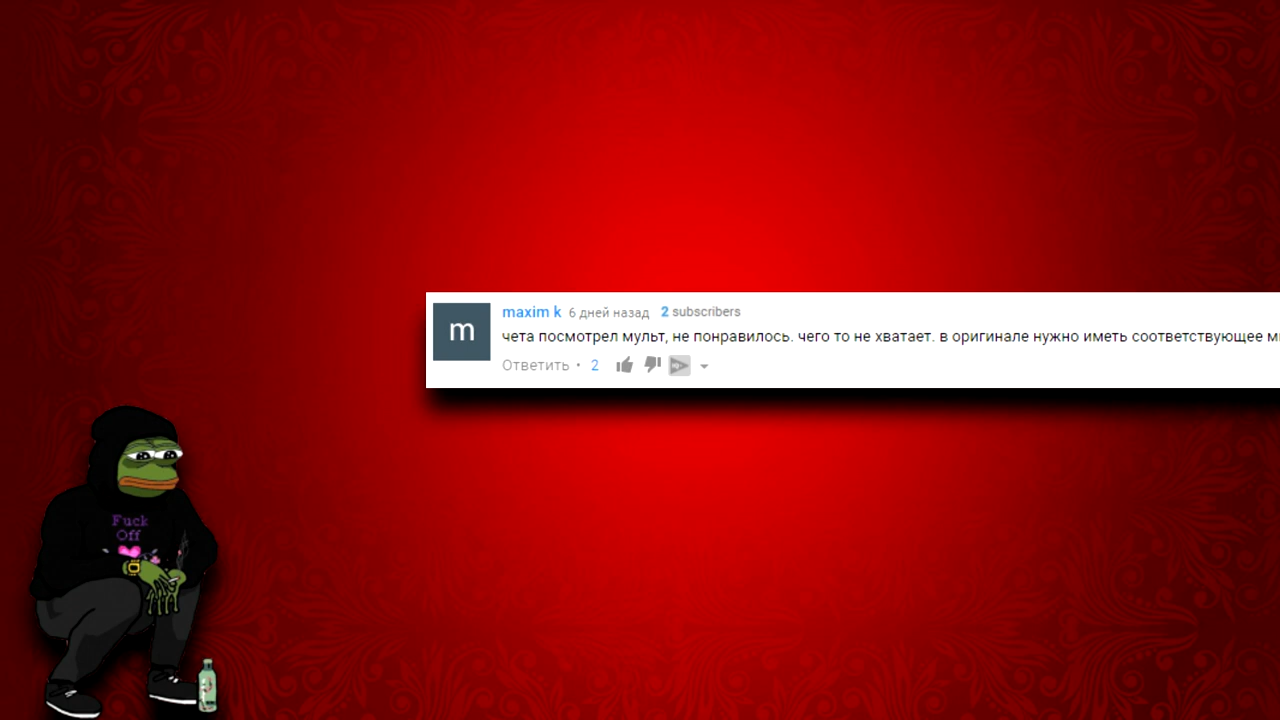 m
maxim k 6 дней назад 2 subscribers
чета посмотрел мульт, не понравилось. чего то не хватает. в оригинале нужно иметь соответствующее
Ответить • 2
Fuck
Off